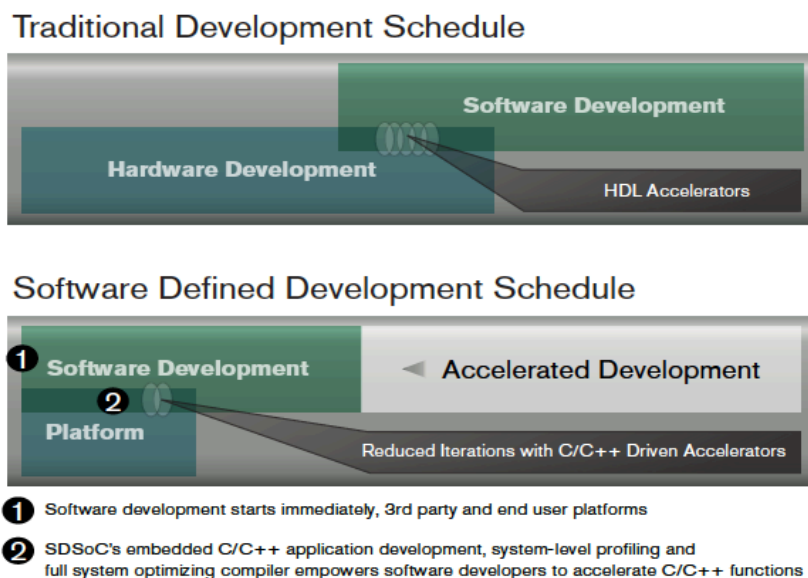 Traditional Development Schedule
Software Development
Hardware Development
HDL Accelerators
Software Defined Development Schedule
1
Software Development
Accelerated Development
2
Platform
Reduced Iterations with C/C++ Driven Accelerators
1 Software development starts immediately, 3rd party and end user platforms
2 SDSoC's embedded C/C++ application development, system-level profiling and
full system optimizing compiler empowers software developers to accelerate C/C++ functions